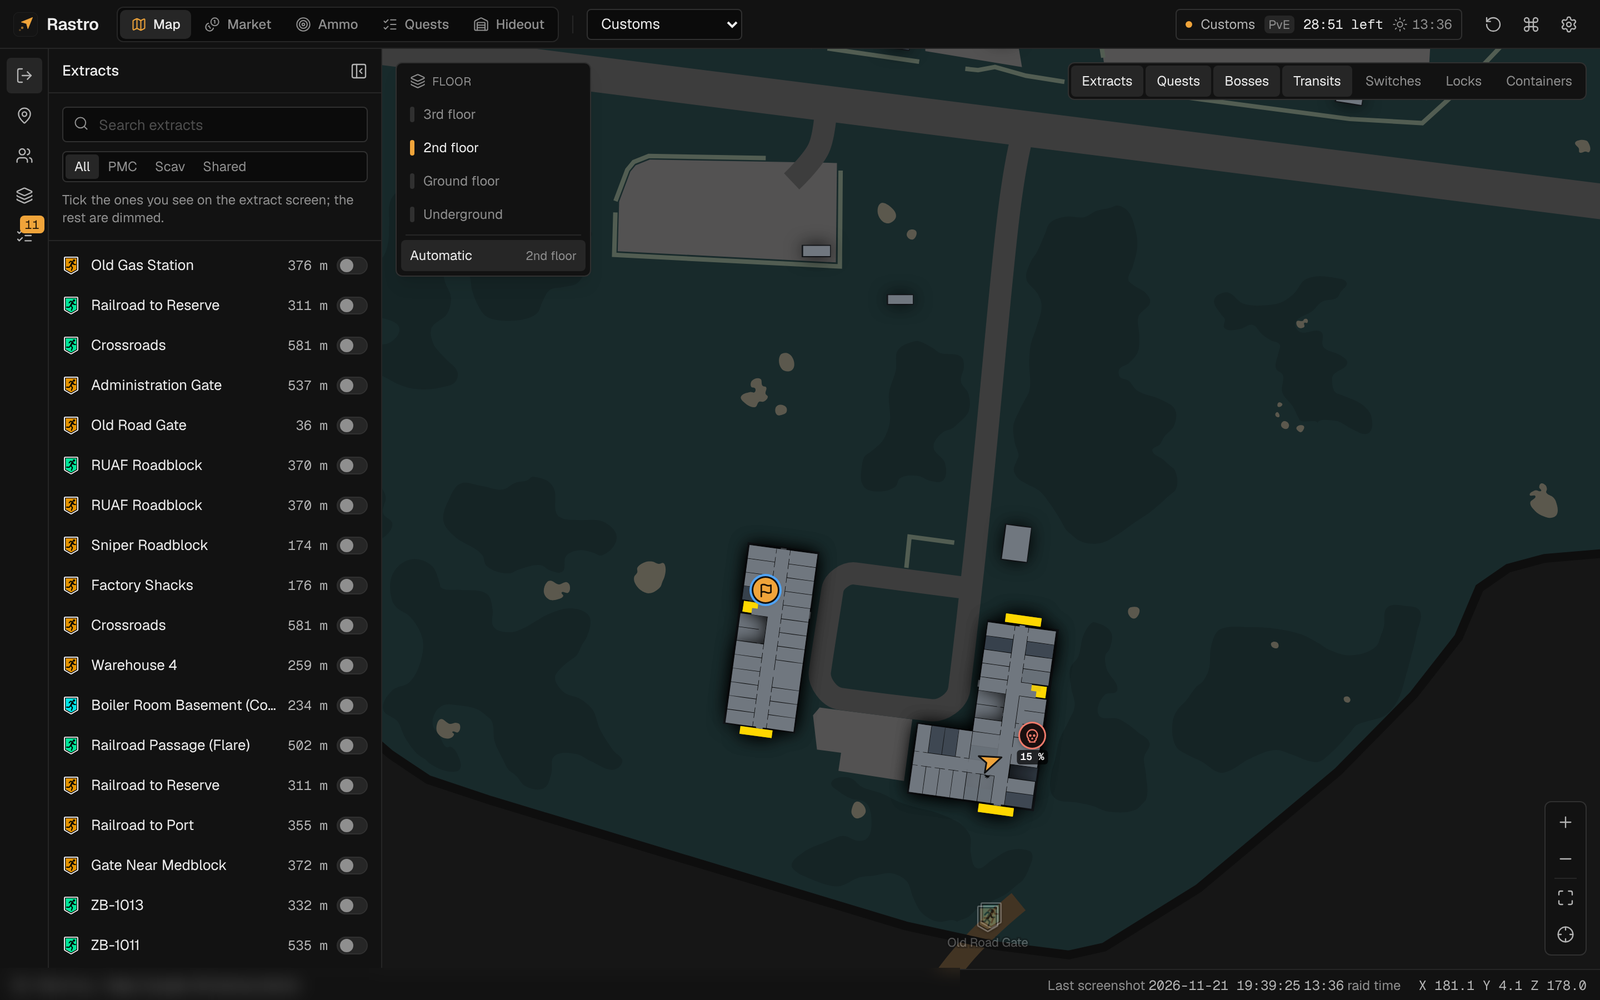 Rastro
Map
Market
Ammo
Quests
Hideout
Customs
Customs PvE 28:51 left 13:36
Extracts
Search extracts
All PMC Scav Shared
Tick the ones you see on the extract screen; the
rest are dimmed.
11
Old Gas Station 376 m
Railroad to Reserve 311 m
Crossroads 581 m
Administration Gate 537 m
Old Road Gate 36 m
RUAF Roadblock 370 m
RUAF Roadblock 370 m
Sniper Roadblock 174 m
Factory Shacks 176 m
Crossroads 581 m
Warehouse 4 259 m
Boiler Room Basement (Co... 234 m
Railroad Passage (Flare) 502 m
Railroad to Reserve 311 m
Railroad to Port 355 m
Gate Near Medblock 372 m
ZB-1013 332 m
ZB-1011 535 m
FLOOR
3rd floor
2nd floor
Ground floor
Underground
Automatic 2nd floor
Extracts Quests Bosses Transits Switches Locks Containers
15 %
Old Road Gate
Last screenshot 2026-11-21 19:39:25 13:36 raid time X 181.1 Y 4.1 Z 178.0